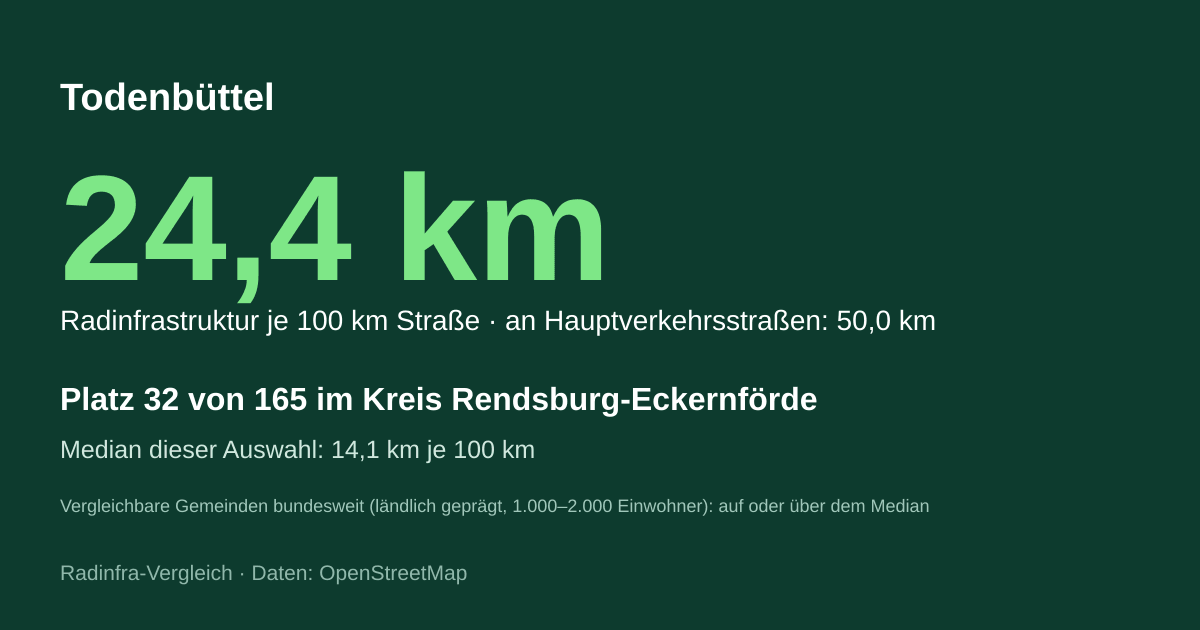 Todenbüttel
24,4 km
Radinfrastruktur je 100 km Straße · an Hauptverkehrsstraßen: 50,0 km
Platz 32 von 165 im Kreis Rendsburg-Eckernförde
Median dieser Auswahl: 14,1 km je 100 km
Vergleichbare Gemeinden bundesweit (ländlich geprägt, 1.000–2.000 Einwohner): auf oder über dem Median
Radinfra-Vergleich · Daten: OpenStreetMap